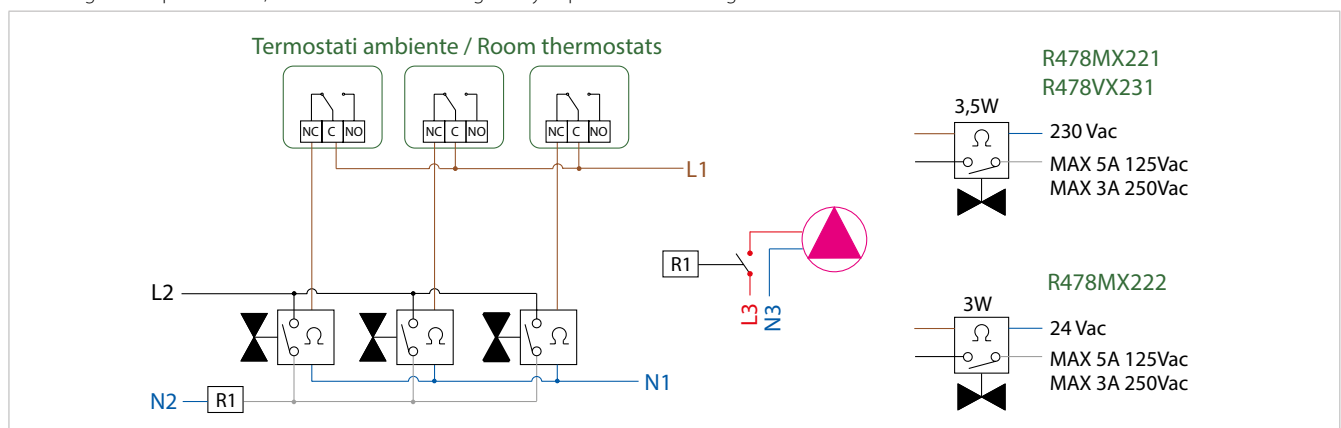 Termostati ambiente / Room thermostats
NC C NO
NC C NO
NC C NO
L1
L2
Ω
Ω
Ω
N1
N2
R1
R1
L3
N3
R478MX221
R478VX231
3,5W
Ω
230 Vac
MAX 5A 125Vac
MAX 3A 250Vac
R478MX222
3W
Ω
24 Vac
MAX 5A 125Vac
MAX 3A 250Vac